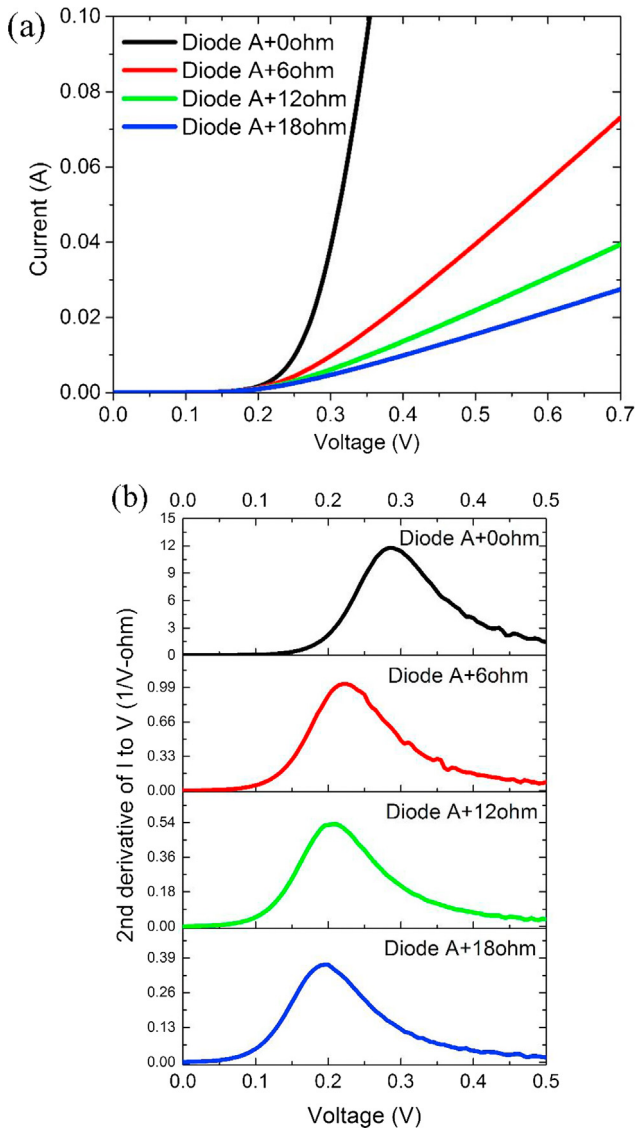 (a)
0.10
0.08
0.06
0.04
0.02
0.00
Current (A)
Diode A+0ohm
Diode A+6ohm
Diode A+12ohm
Diode A+18ohm
0.0 0.1 0.2 0.3 0.4 0.5 0.6 0.7
Voltage (V)
(b)
0.0 0.1 0.2 0.3 0.4 0.5
2nd derivative of I to V (1/V-ohm)
15
12
9
6
3
0
Diode A+0ohm
0.99
0.66
0.33
0.00
Diode A+6ohm
0.54
0.36
0.18
0.00
Diode A+12ohm
0.39
0.26
0.13
0.00
Diode A+18ohm
0.0 0.1 0.2 0.3 0.4 0.5
Voltage (V)